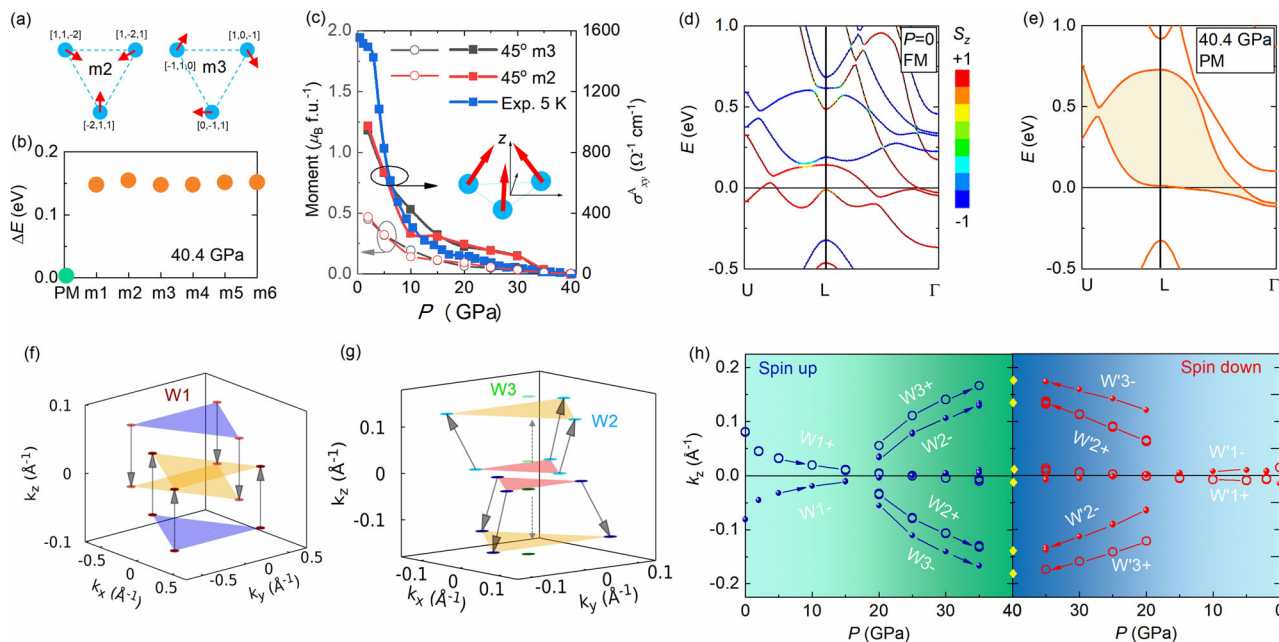 (a)
[1,1,-2]
[1,-2,1]
m2
[-2,1,1]
[1,0,-1]
[-1,1,0]
m3
[0,-1,1]
(b)
ΔE (eV)
0.2
0.1
0.0
40.4 GPa
PM m1 m2 m3 m4 m5 m6
(c)
Moment (μB f.u.⁻¹)
2.0
1.5
1.0
0.5
0.0
45º m3
45º m2
Exp. 5 K
z
1600
1200
800
400
0
σᴬxy (Ω⁻¹ cm⁻¹)
0 10 20 30 40
P (GPa)
(d)
E (eV)
1.0
0.5
0.0
-0.5
P=0
FM
U L Γ
Sz
+1
-1
(e)
E (eV)
1.0
0.5
0.0
-0.5
40.4 GPa
PM
U L Γ
(f)
W1
kz (Å⁻¹)
0.1
0
-0.1
-0.5 0 0.5
kx (Å⁻¹)
-0.5 0 0.5
ky (Å⁻¹)
(g)
W3
W2
kz (Å⁻¹)
0.1
0
-0.1
-0.1 0 0.1
kx (Å⁻¹)
-0.1 0 0.1
ky (Å⁻¹)
(h)
kz (Å⁻¹)
0.2
0.1
0.0
-0.1
-0.2
Spin up
Spin down
W3+
W2-
W1+
W1-
W2+
W3-
W'3-
W'2+
W'1-
W'1+
W'2-
W'3+
0 10 20 30 40 30 20 10 0
P (GPa)
P (GPa)